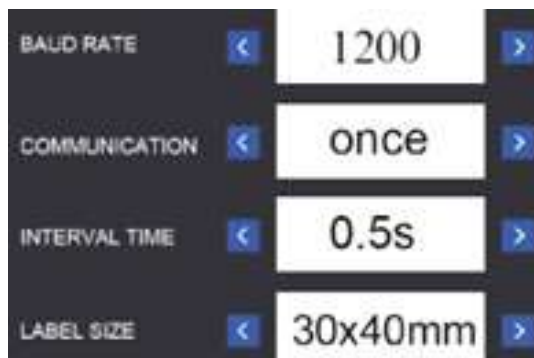 BAUD RATE < 1200 >
COMMUNICATION < once >
INTERVAL TIME < 0.5s >
LABEL SIZE < 30x40mm >